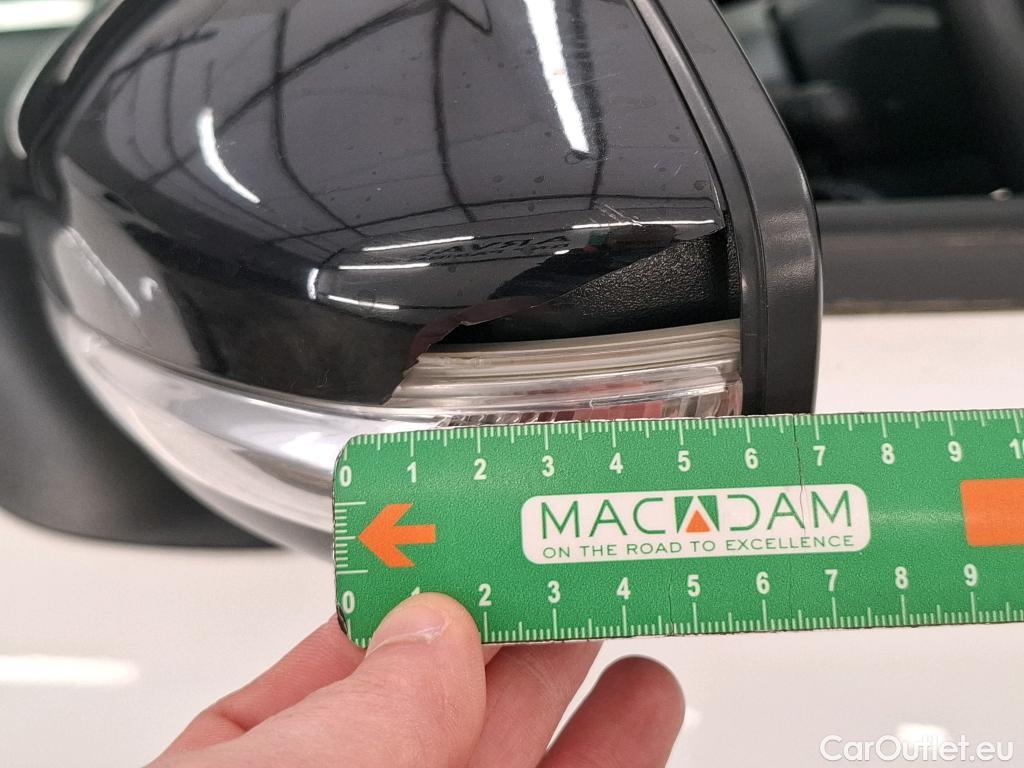 0 1 2 3 4 5 6 7 8 9 10
MACADAM
ON THE ROAD TO EXCELLENCE
0 1 2 3 4 5 6 7 8 9
CarOutlet.eu